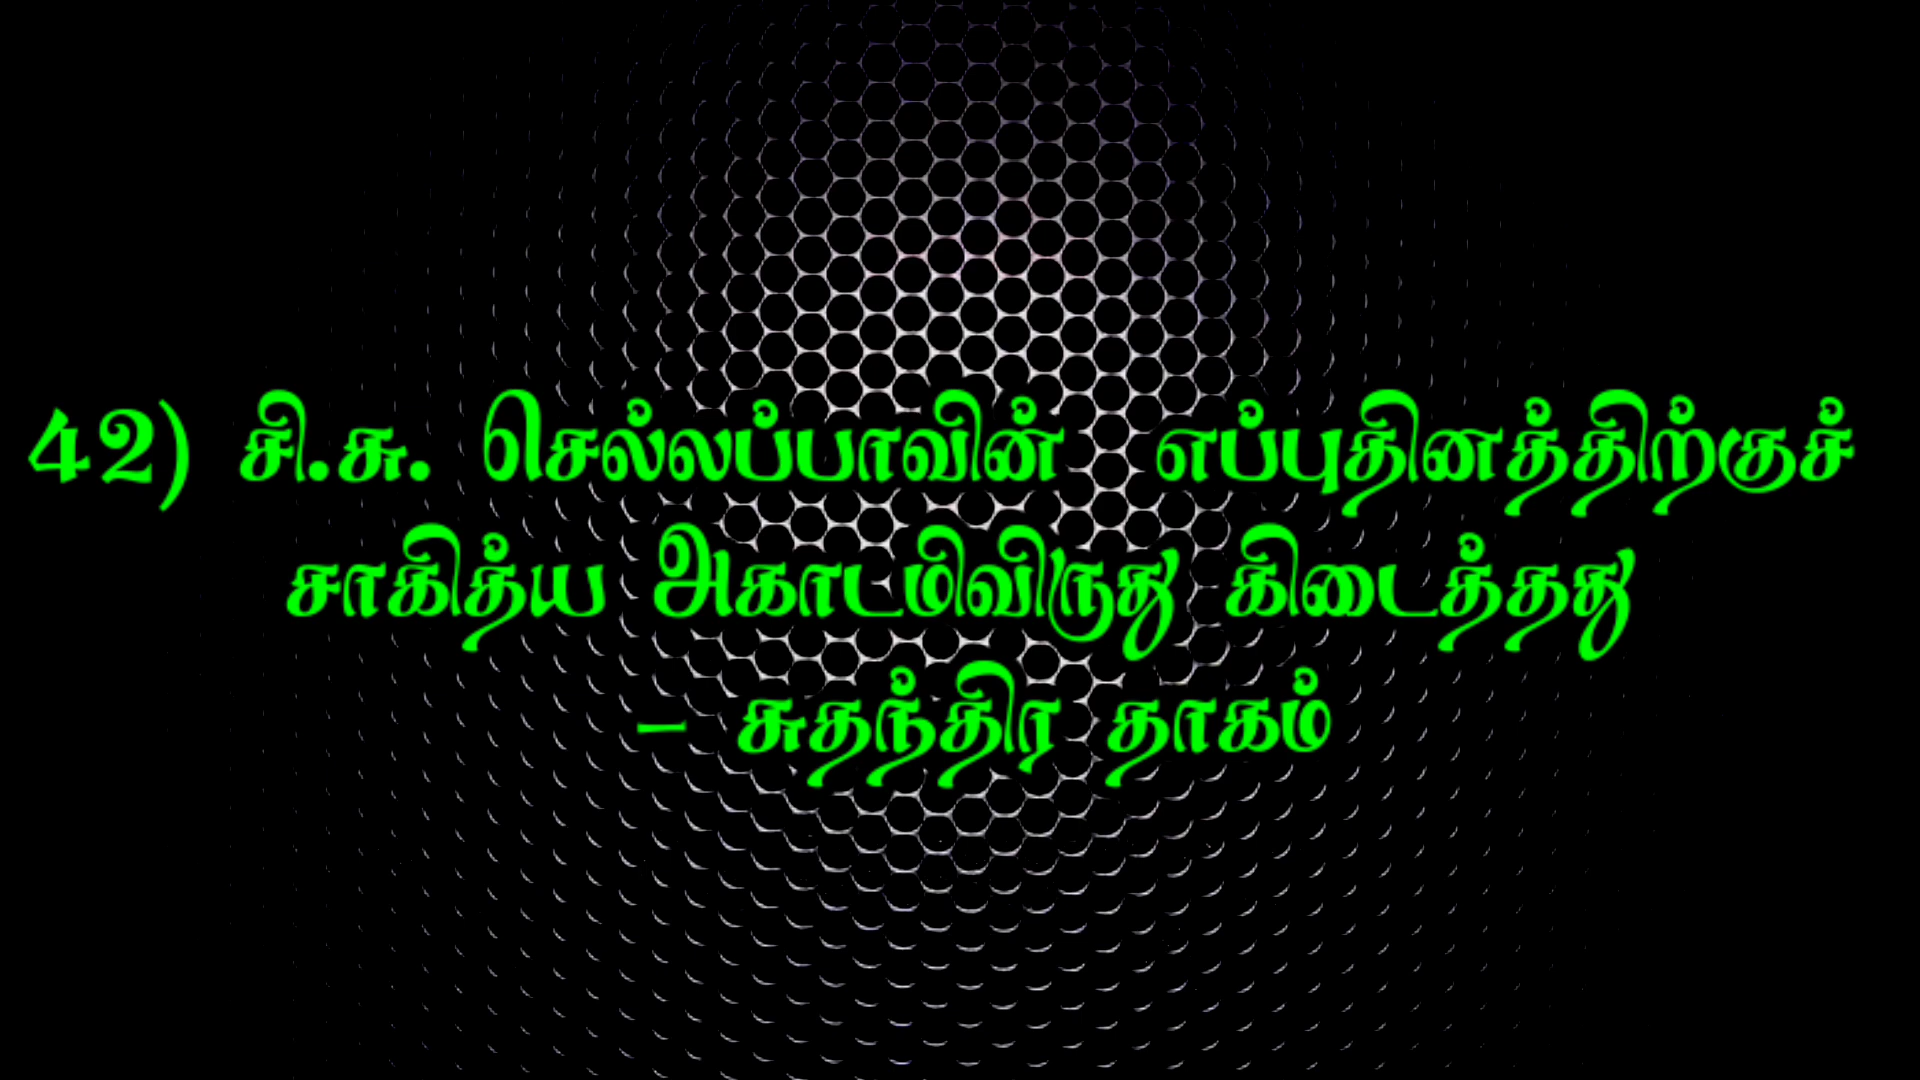 42) சி.சு. செல்லப்பாவின் எப்புதினத்திற்குச்
சாகித்ய அகாடமிவிருது கிடைத்தது
- சுதந்திர தாகம்